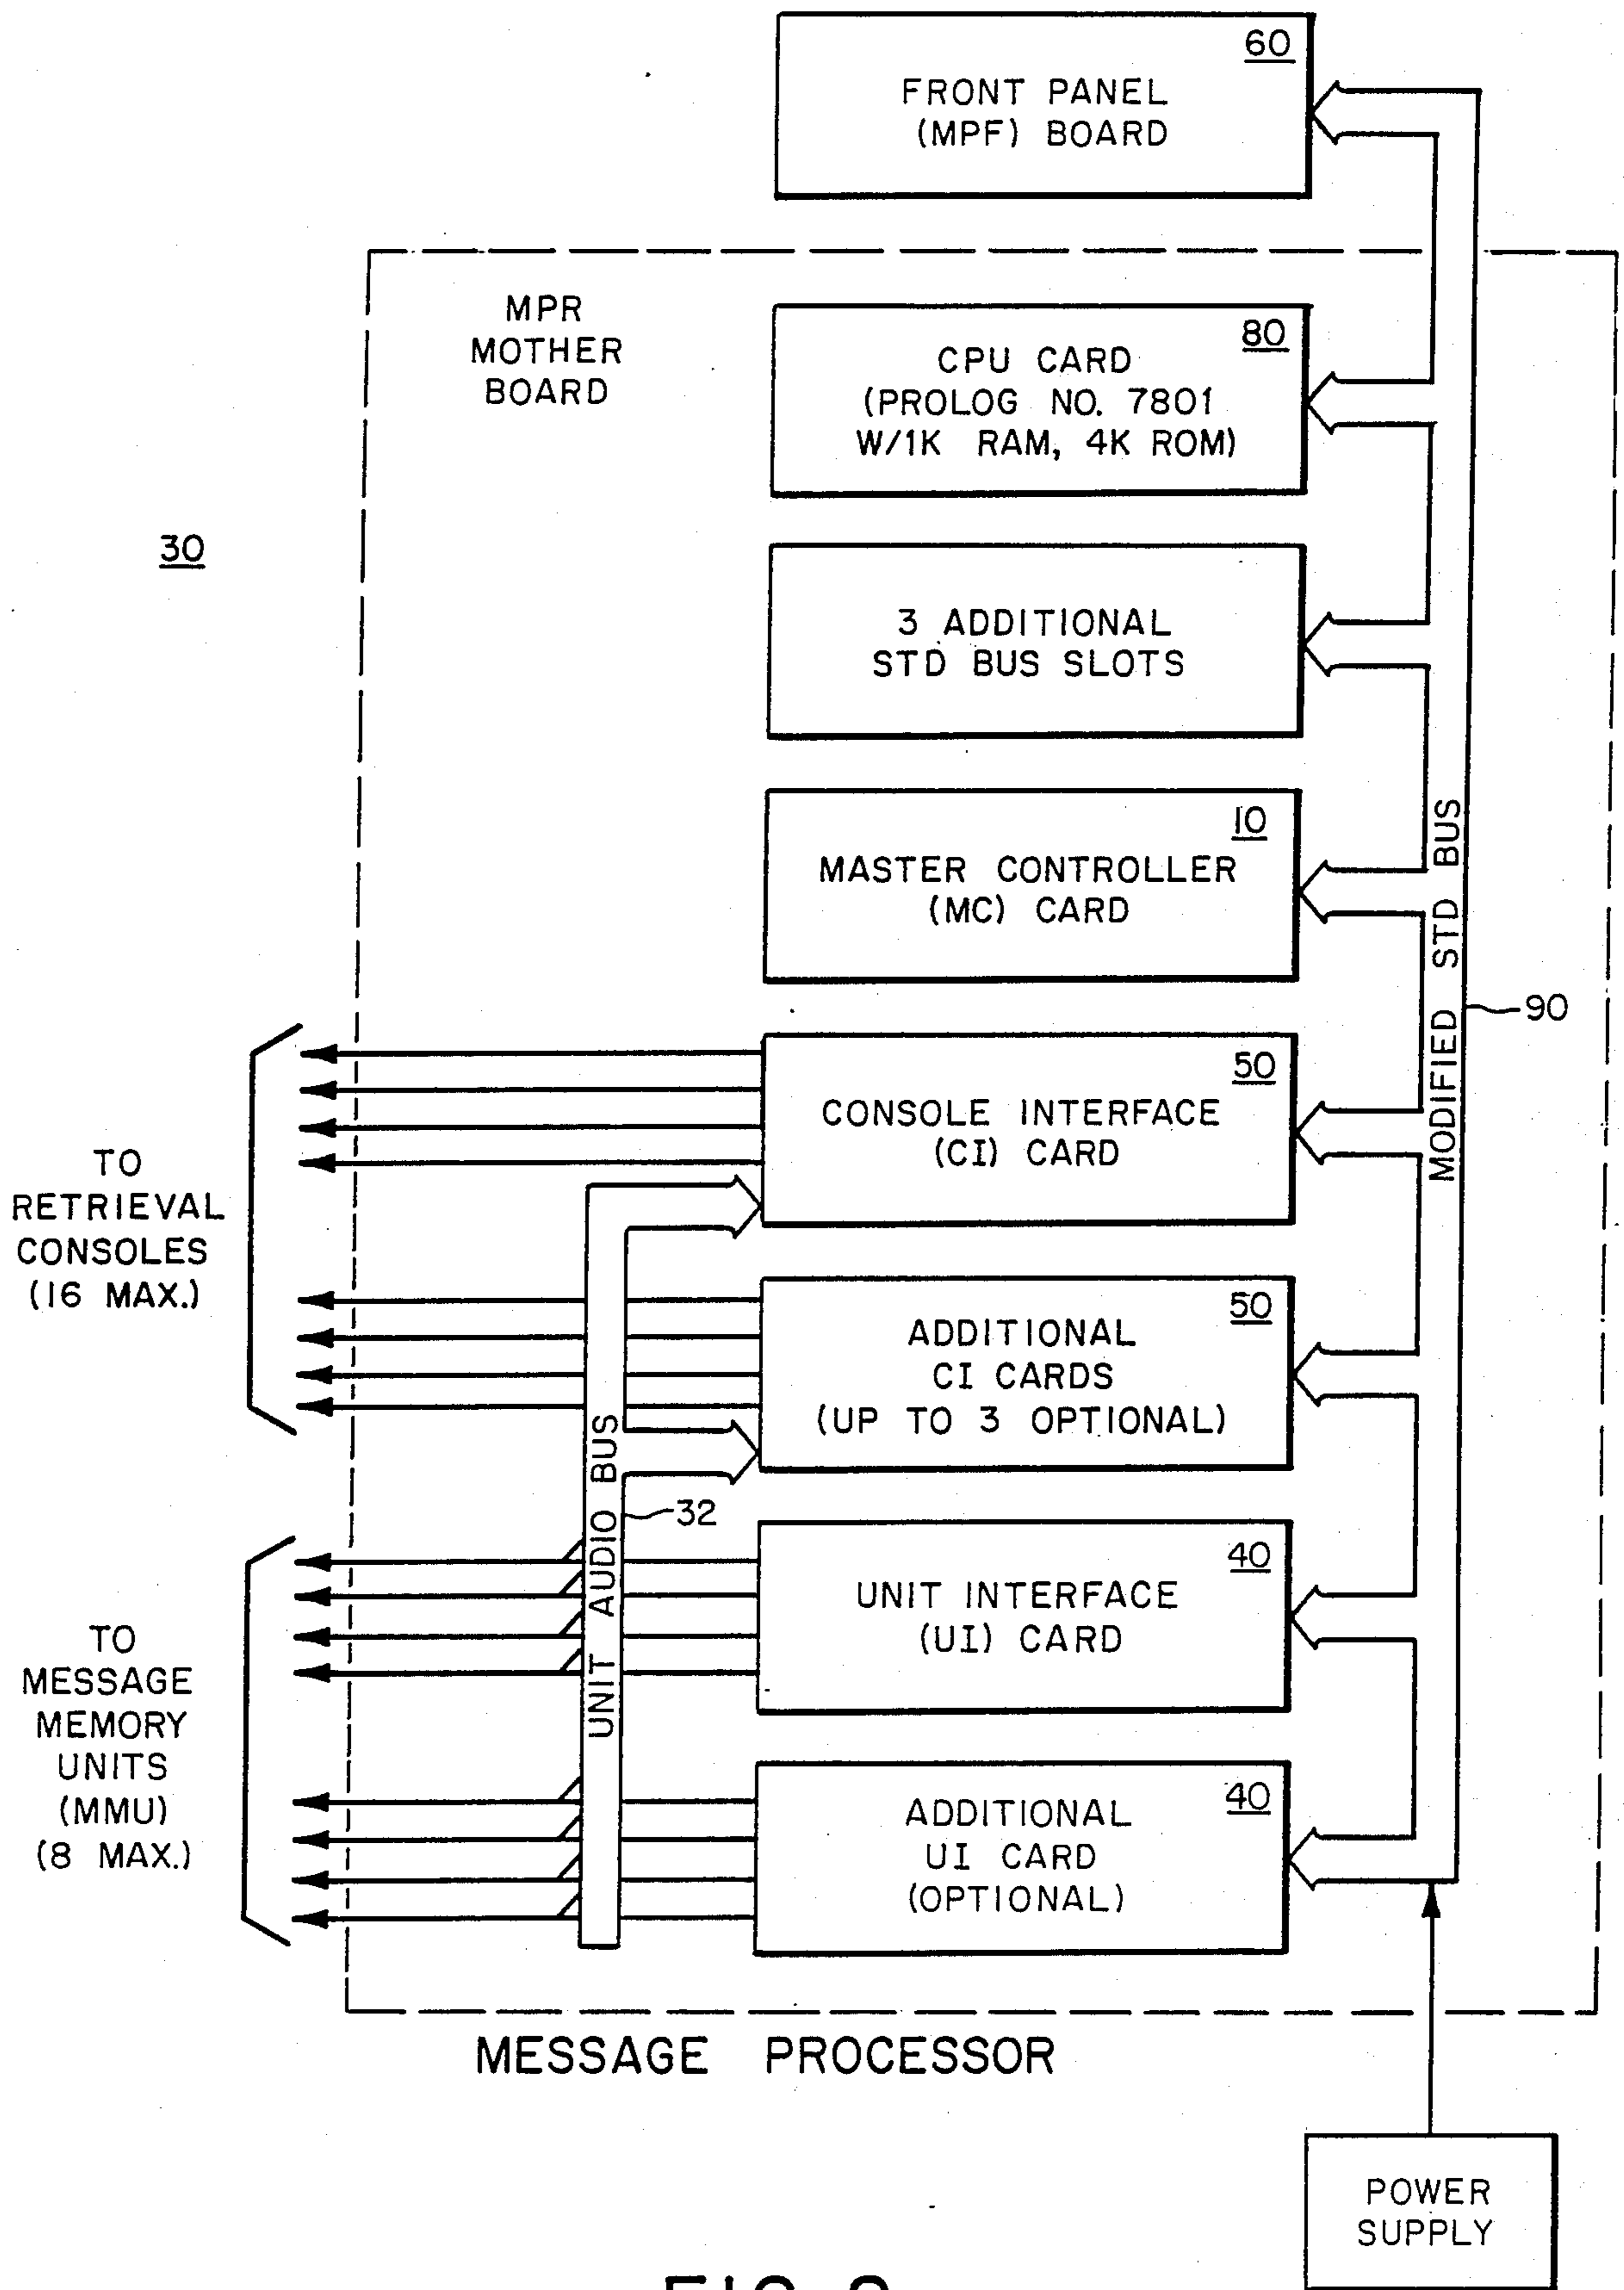 60
FRONT PANEL
(MPF) BOARD
MPR
MOTHER
BOARD
80
CPU CARD
(PROLOG NO. 7801
W/1K RAM, 4K ROM)
30
3 ADDITIONAL
STD BUS SLOTS
10
MASTER CONTROLLER
(MC) CARD
MODIFIED STD BUS
90
50
CONSOLE INTERFACE
(CI) CARD
TO
RETRIEVAL
CONSOLES
(16 MAX.)
50
ADDITIONAL
CI CARDS
(UP TO 3 OPTIONAL)
UNIT AUDIO BUS
32
40
UNIT INTERFACE
(UI) CARD
TO
MESSAGE
MEMORY
UNITS
(MMU)
(8 MAX.)
40
ADDITIONAL
UI CARD
(OPTIONAL)
MESSAGE PROCESSOR
POWER
SUPPLY